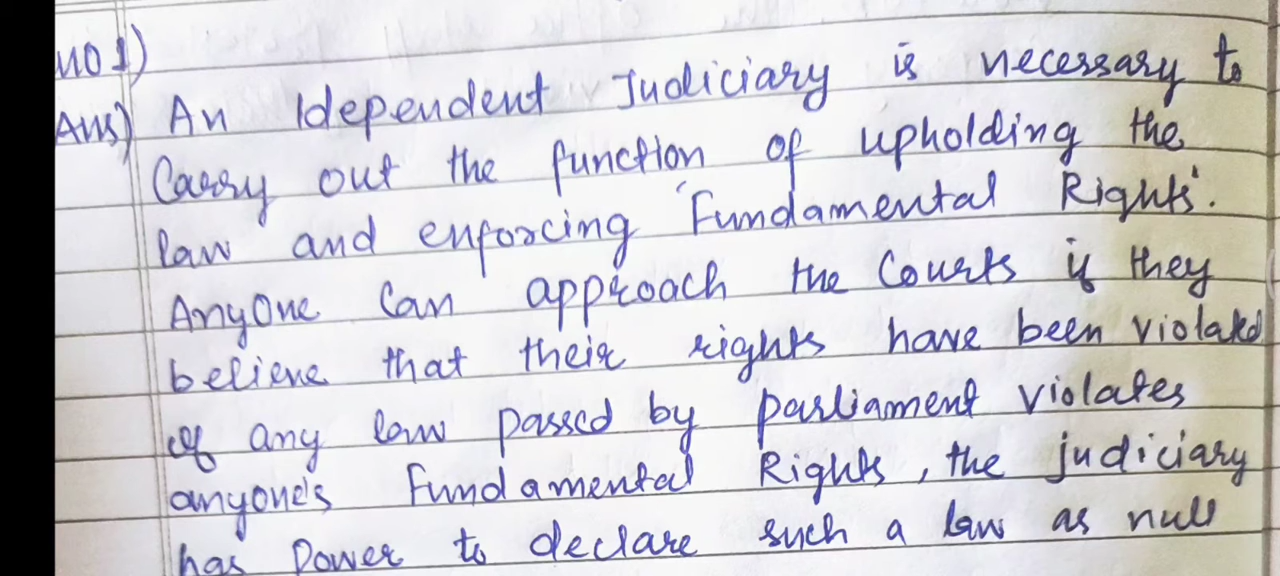 no 1)
Ans) An Idependent Judiciary is necessary to
Carry out the function of upholding the
law and enforcing 'Fundamental Rights'.
AnyOne Can approach the Courts if they
believe that their rights have been violated
if any law passed by parliament violates
anyone's Fundamental Rights, the judiciary
has Power to declare such a law as null